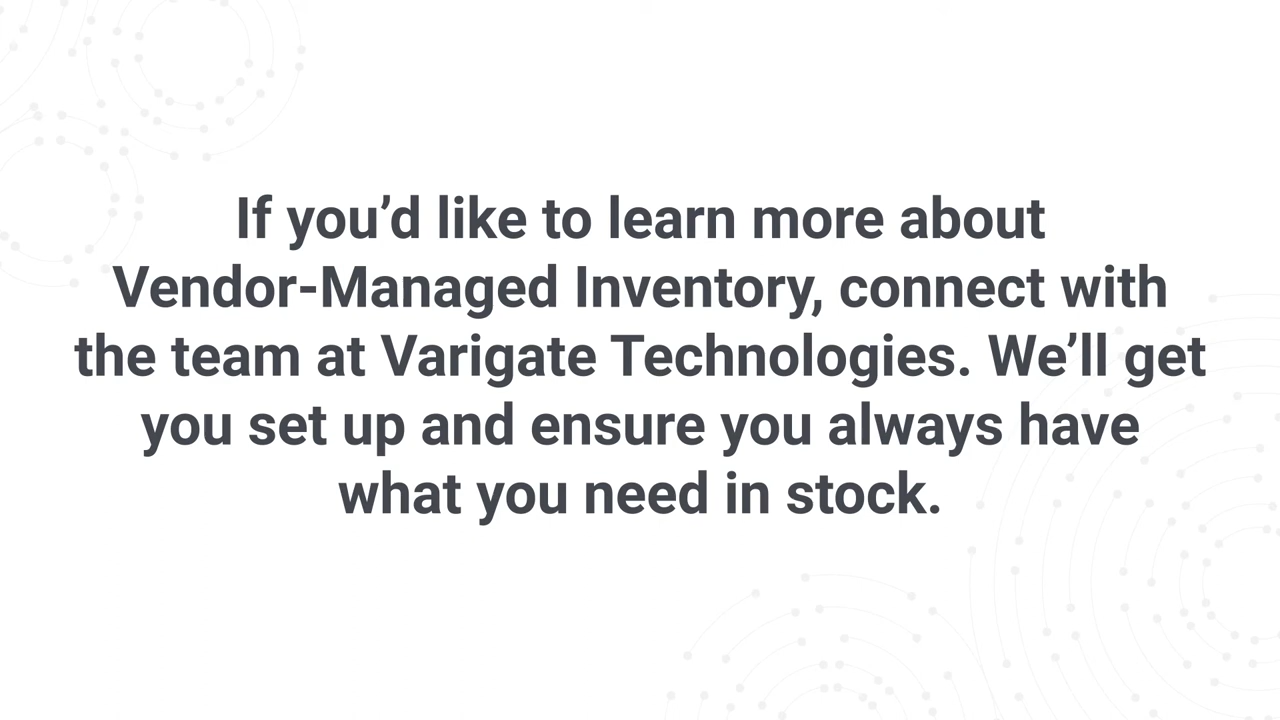 If you’d like to learn more about
Vendor-Managed Inventory, connect with
the team at Varigate Technologies. We’ll get
you set up and ensure you always have
what you need in stock.